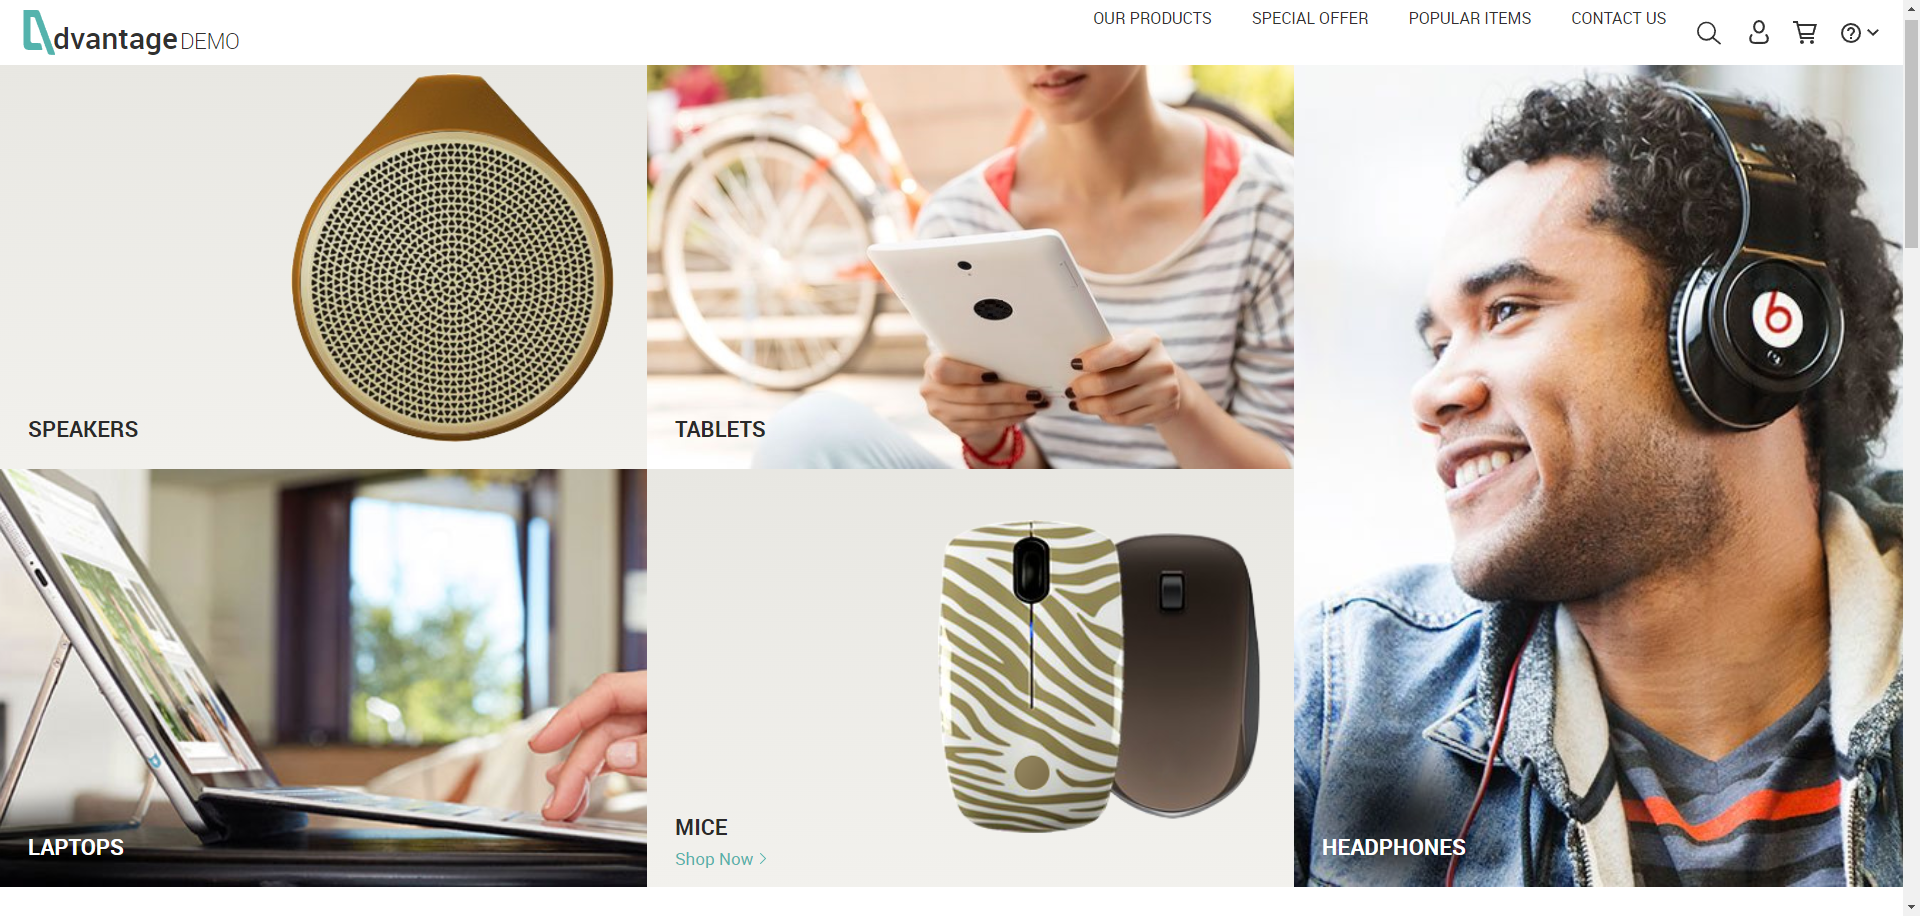 dvantage DEMO
OUR PRODUCTS
SPECIAL OFFER
POPULAR ITEMS
CONTACT US
SPEAKERS
TABLETS
LAPTOPS
MICE
Shop Now
HEADPHONES
b